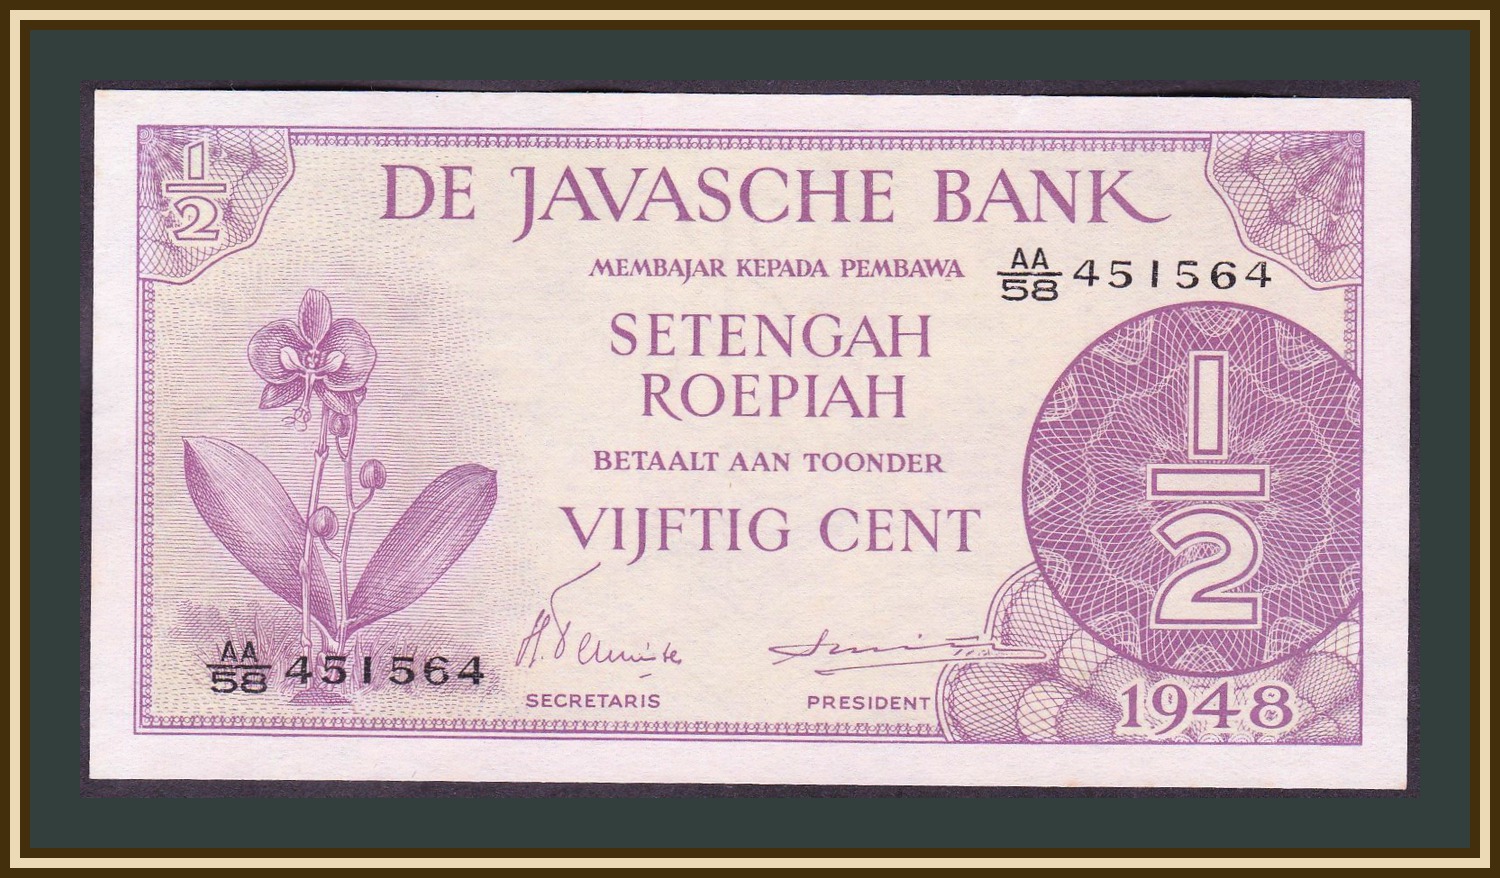 1/2
DE JAVASCHE BANK
MEMBAJAR KEPADA PEMBAWA
AA/58 451564
SETENGAH
ROEPIAH
BETAALT AAN TOONDER
VIJFTIG CENT
1/2
AA/58 451564
SECRETARIS
PRESIDENT
1948